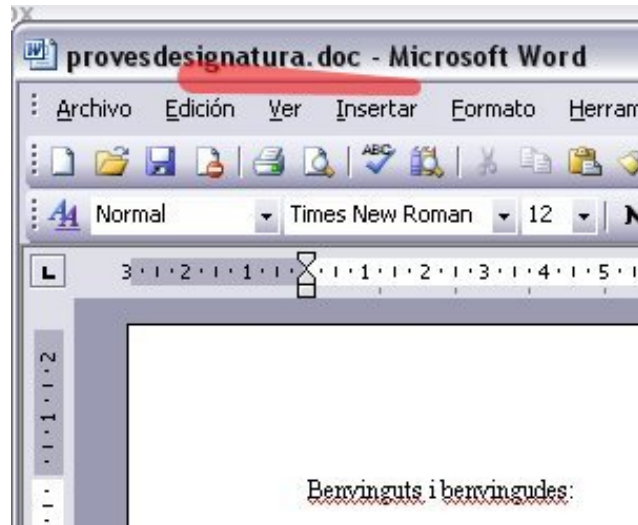 provesdesignatura.doc - Microsoft Word
Archivo Edición Ver Insertar Formato Herram
ABC
Normal Times New Roman 12 N
L 3 2 1 1 2 3 4 5
2
1
Benvinguts i benvingudes: